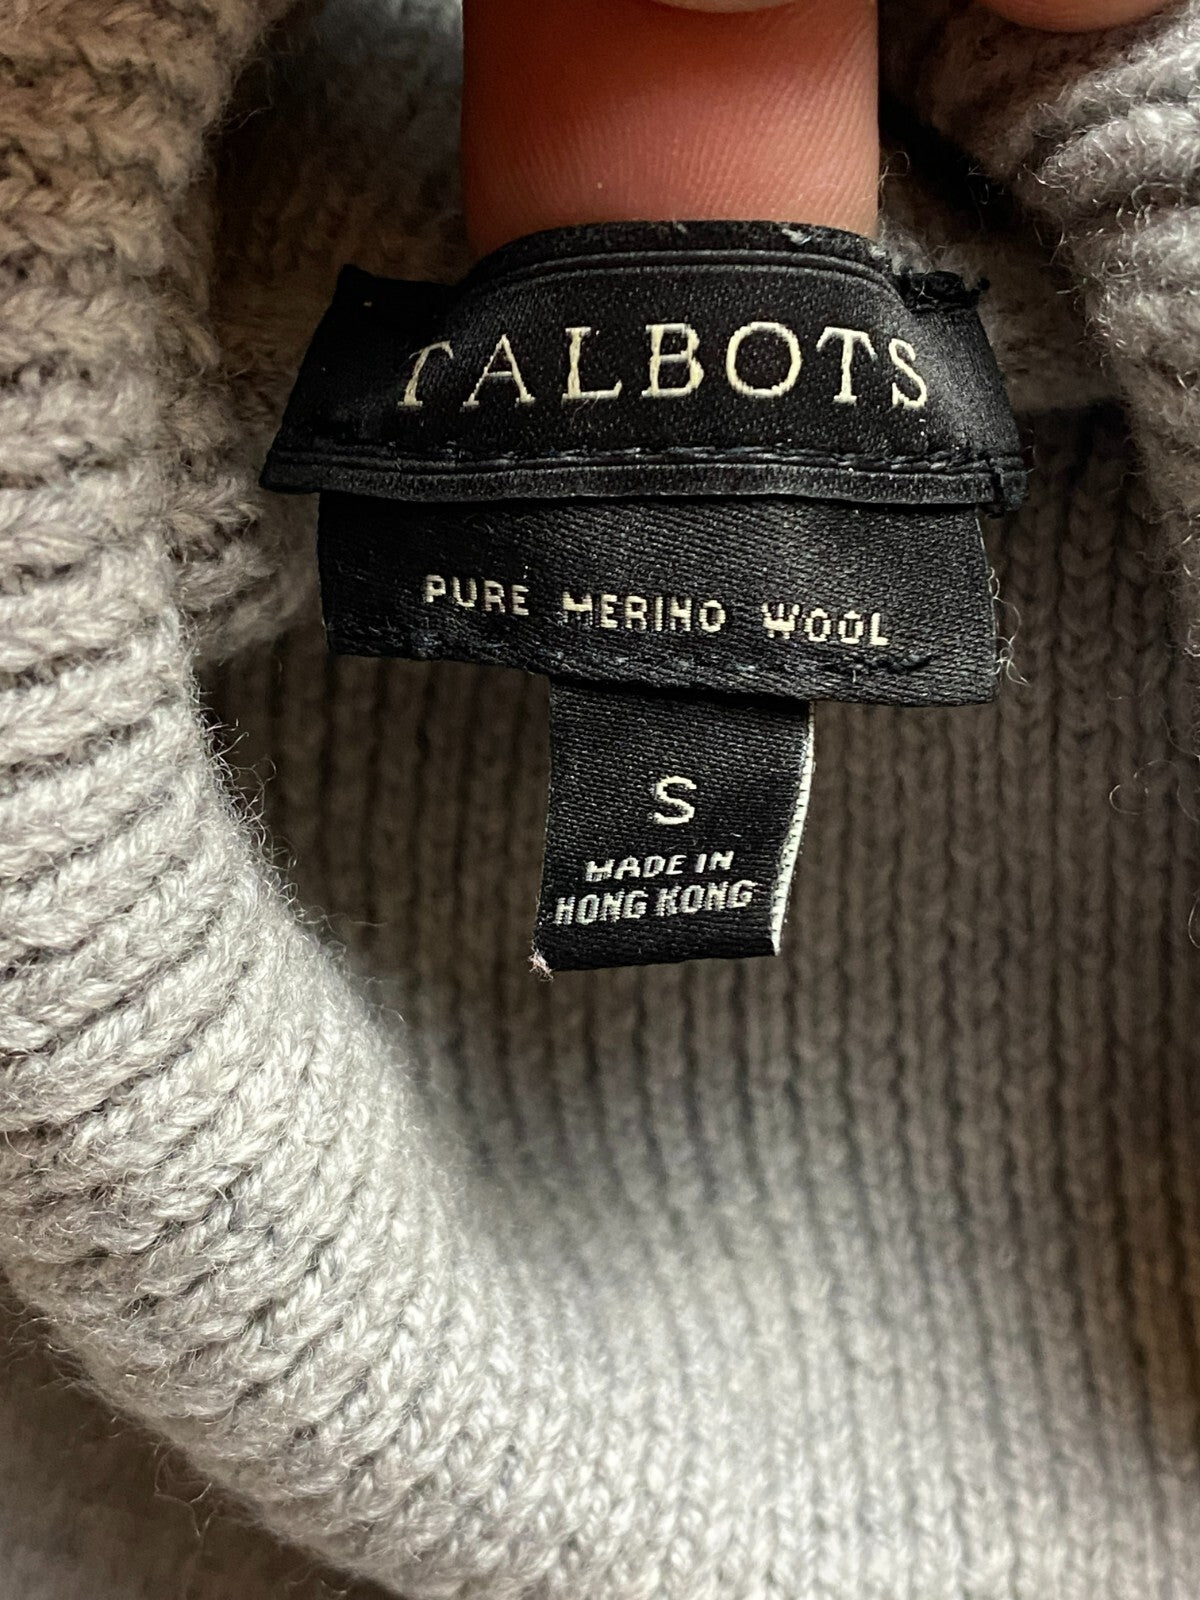 TALBOTS
PURE MERINO WOOL
S
MADE IN
HONG KONG